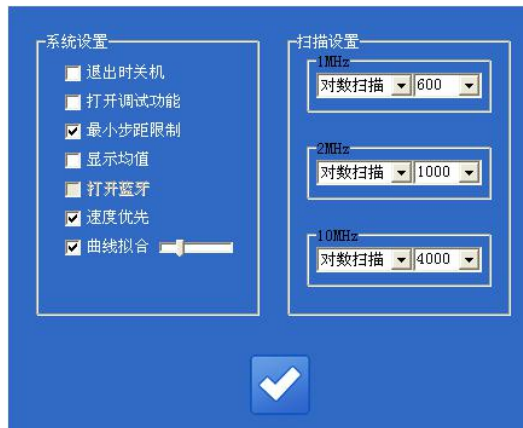 系统设置
退出时关机
打开调试功能
最小步距限制
显示均值
打开蓝牙
速度优先
曲线拟合
扫描设置
1MHz
对数扫描 600
2MHz
对数扫描 1000
10MHz
对数扫描 4000